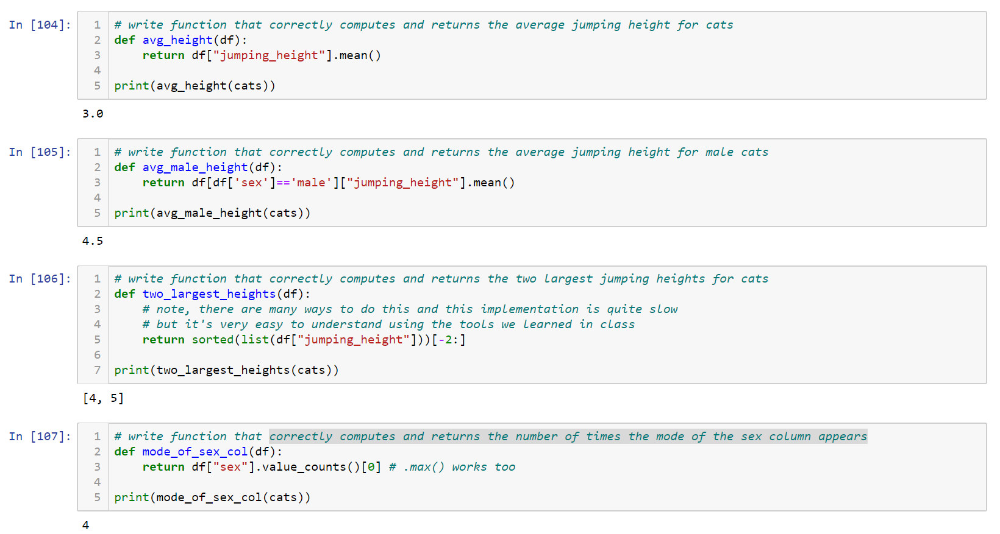 In [104]:
1 # write function that correctly computes and returns the average jumping height for cats
2 def avg_height(df):
3     return df["jumping_height"].mean()
4
5 print(avg_height(cats))
3.0
In [105]:
1 # write function that correctly computes and returns the average jumping height for male cats
2 def avg_male_height(df):
3     return df[df['sex']=='male']["jumping_height"].mean()
4
5 print(avg_male_height(cats))
4.5
In [106]:
1 # write function that correctly computes and returns the two largest jumping heights for cats
2 def two_largest_heights(df):
3     # note, there are many ways to do this and this implementation is quite slow
4     # but it's very easy to understand using the tools we learned in class
5     return sorted(list(df["jumping_height"]))[-2:]
6
7 print(two_largest_heights(cats))
[4, 5]
In [107]:
1 # write function that correctly computes and returns the number of times the mode of the sex column appears
2 def mode_of_sex_col(df):
3     return df["sex"].value_counts()[0] # .max() works too
4
5 print(mode_of_sex_col(cats))
4